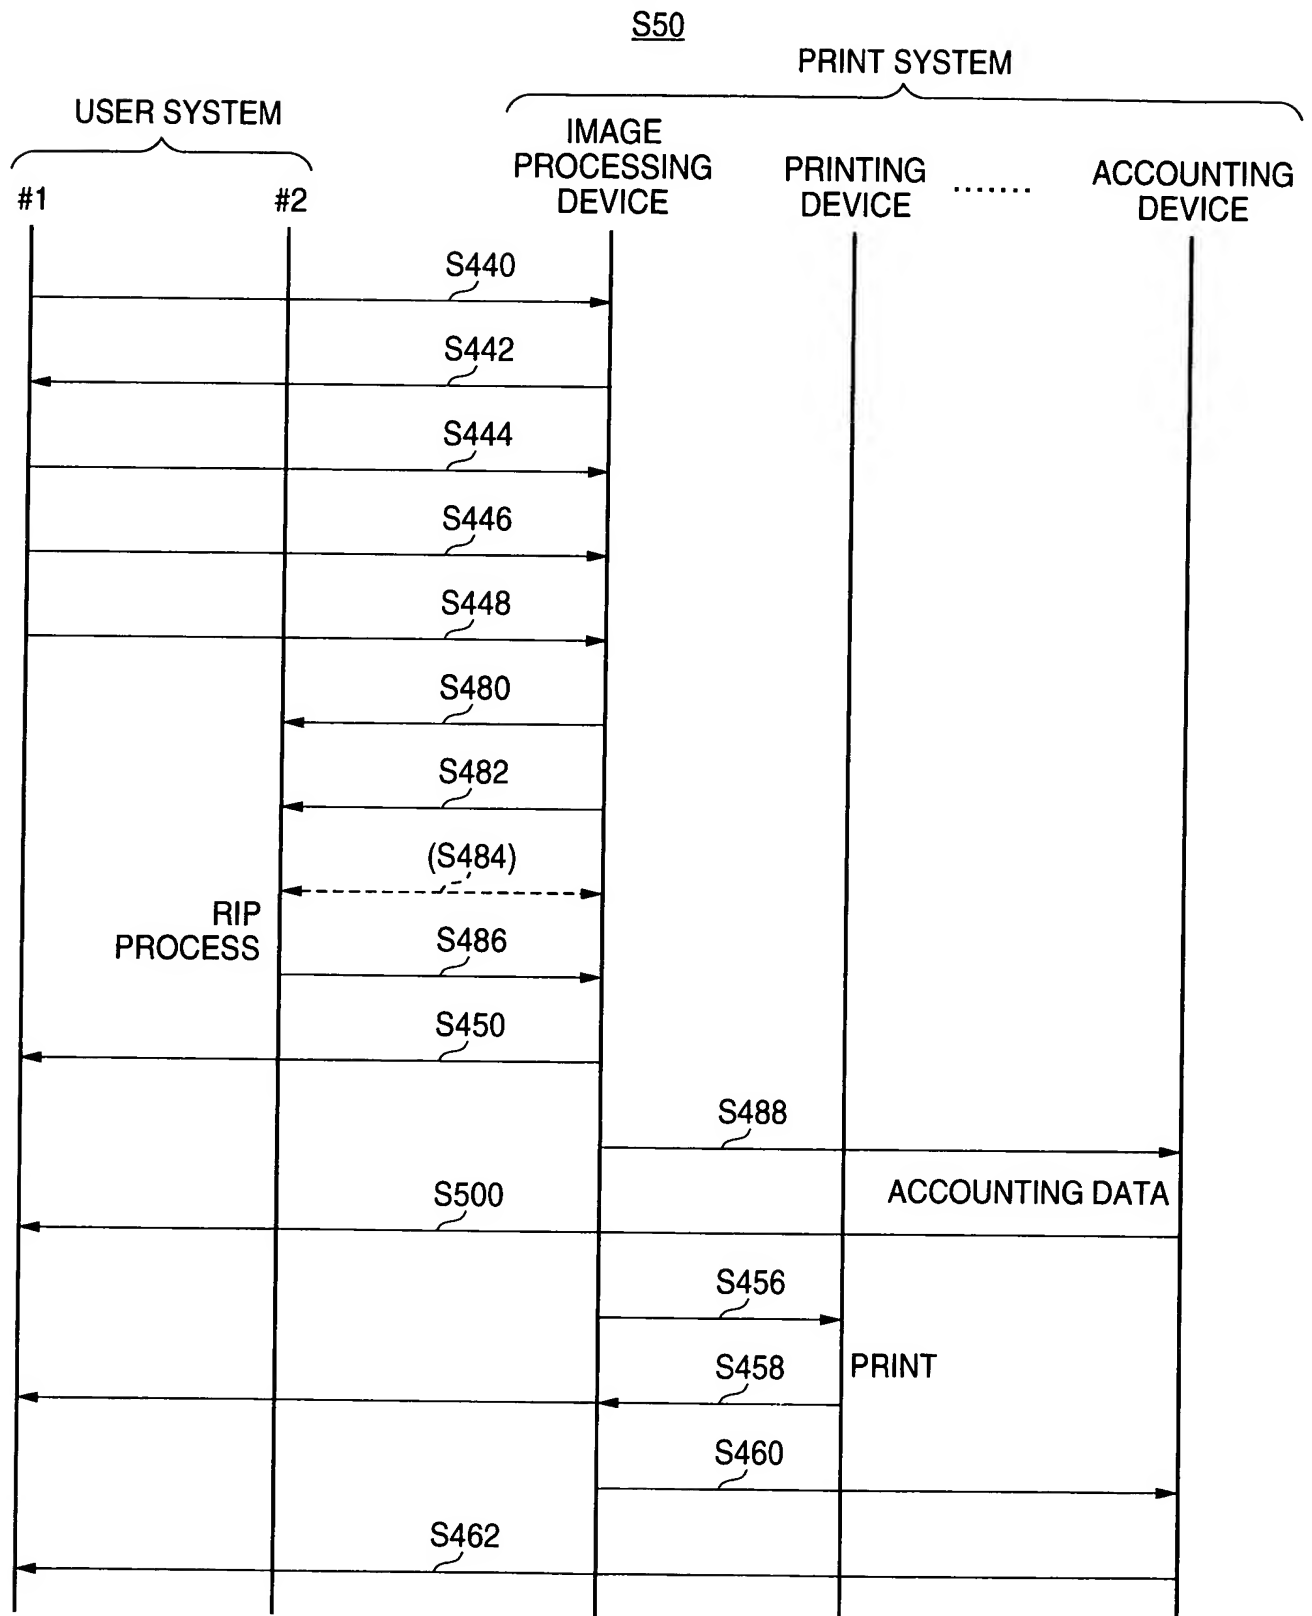 S50
PRINT SYSTEM
USER SYSTEM
IMAGE
PROCESSING
DEVICE
PRINTING
DEVICE
.......
ACCOUNTING
DEVICE
#1
#2
S440
S442
S444
S446
S448
S480
S482
(S484)
RIP
PROCESS
S486
S450
S488
ACCOUNTING DATA
S500
S456
PRINT
S458
S460
S462